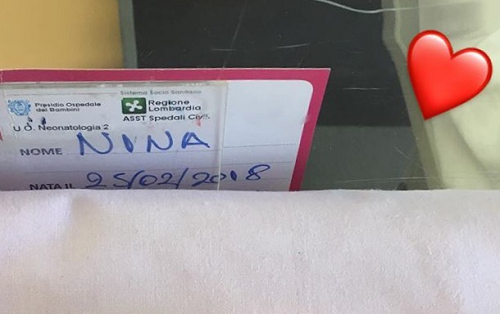 Sistema Socio Sanitario
Presidio Ospedale
dei Bambini
Regione
Lombardia
ASST Spedali Civili
U.O. Neonatologia 2
NOME NINA
NATA IL 25/02/2018